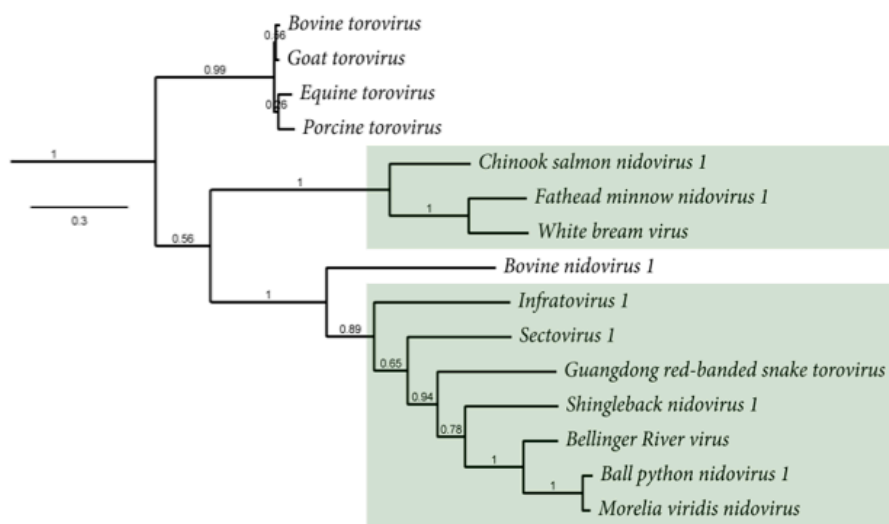 Bovine torovirus
0.56
Goat torovirus
0.99
Equine torovirus
Porcine torovirus
1
Chinook salmon nidovirus 1
1
Fathead minnow nidovirus 1
1
0.3
White bream virus
0.56
Bovine nidovirus 1
1
Infratovirus 1
0.89
Sectovirus 1
0.65
Guangdong red-banded snake torovirus
0.94
Shingleback nidovirus 1
0.78
Bellinger River virus
1
Ball python nidovirus 1
1
Morelia viridis nidovirus